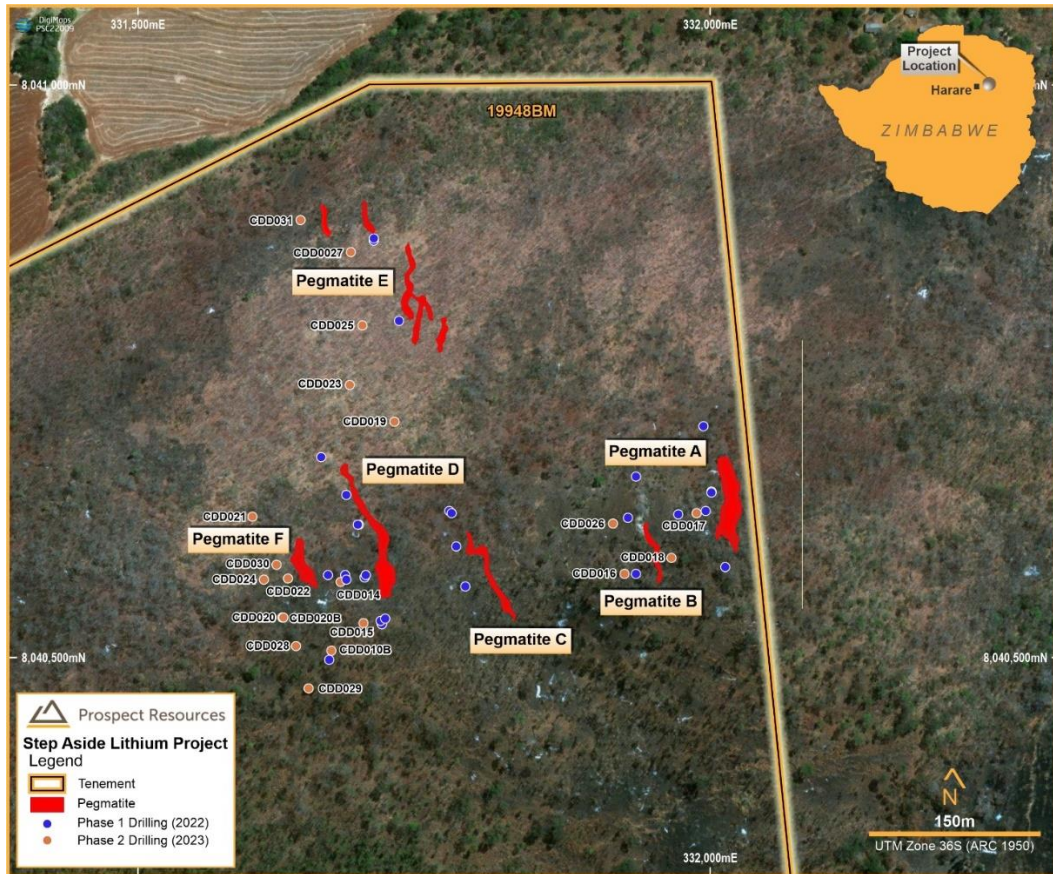 DigiMaps
PSC22009
331,500mE
332,000mE
8,041,000mN
mN
19948BM
Project
Location
Harare
ZIMBABWE
CDD031
CDD0027
Pegmatite E
CDD025
CDD023
CDD019
Pegmatite D
Pegmatite A
CDD021
CDD026
CDD017
Pegmatite F
CDD030
CDD018
CDD024
CDD016
CDD022
CDD014
Pegmatite B
CDD020
CDD020B
CDD015
Pegmatite C
CDD028
CDD010B
8,040,500mN
8,040,500mN
CDD029
Prospect Resources
Step Aside Lithium Project
Legend
Tenement
Pegmatite
Phase 1 Drilling (2022)
Phase 2 Drilling (2023)
N
150m
UTM Zone 36S (ARC 1950)
332,000mE